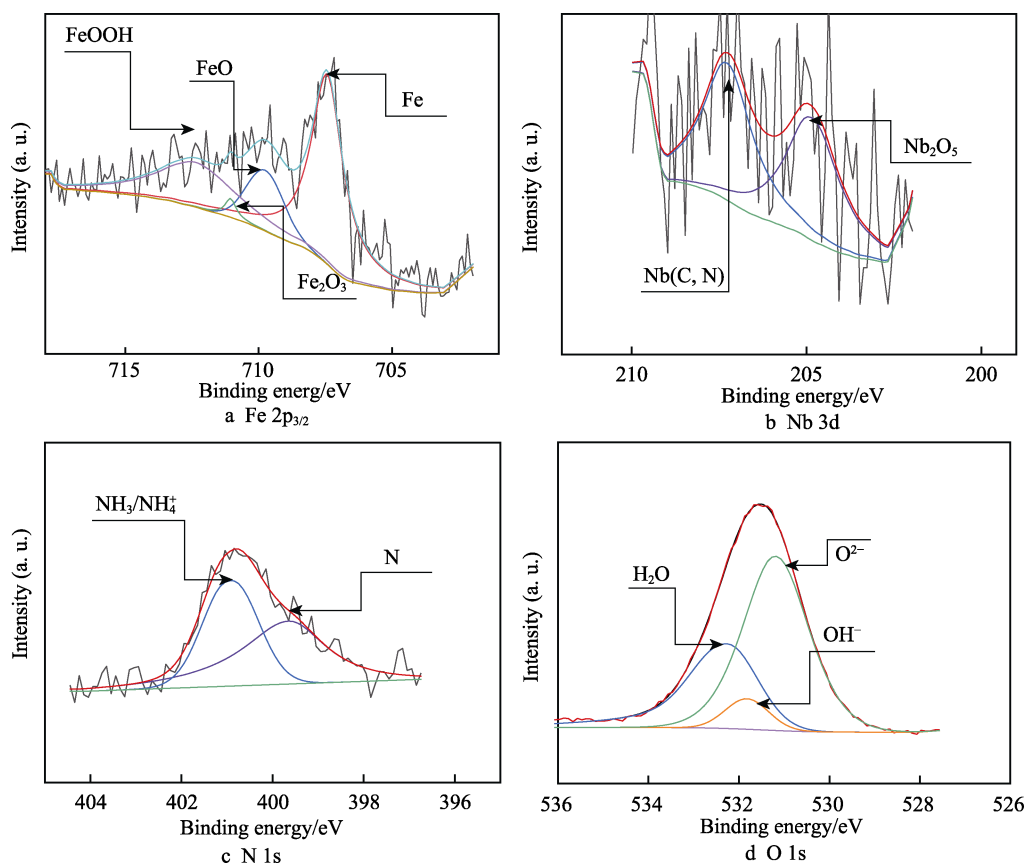 FeOOH
FeO
Fe
Fe₂O₃
Intensity (a. u.)
715
710
705
Binding energy/eV
a Fe 2p₃/₂
Nb₂O₅
Nb(C, N)
Intensity (a. u.)
210
205
200
Binding energy/eV
b Nb 3d
NH₃/NH₄⁺
N
Intensity (a. u.)
404
402
400
398
396
Binding energy/eV
c N 1s
O²⁻
H₂O
OH⁻
Intensity (a. u.)
536
534
532
530
528
526
Binding energy/eV
d O 1s